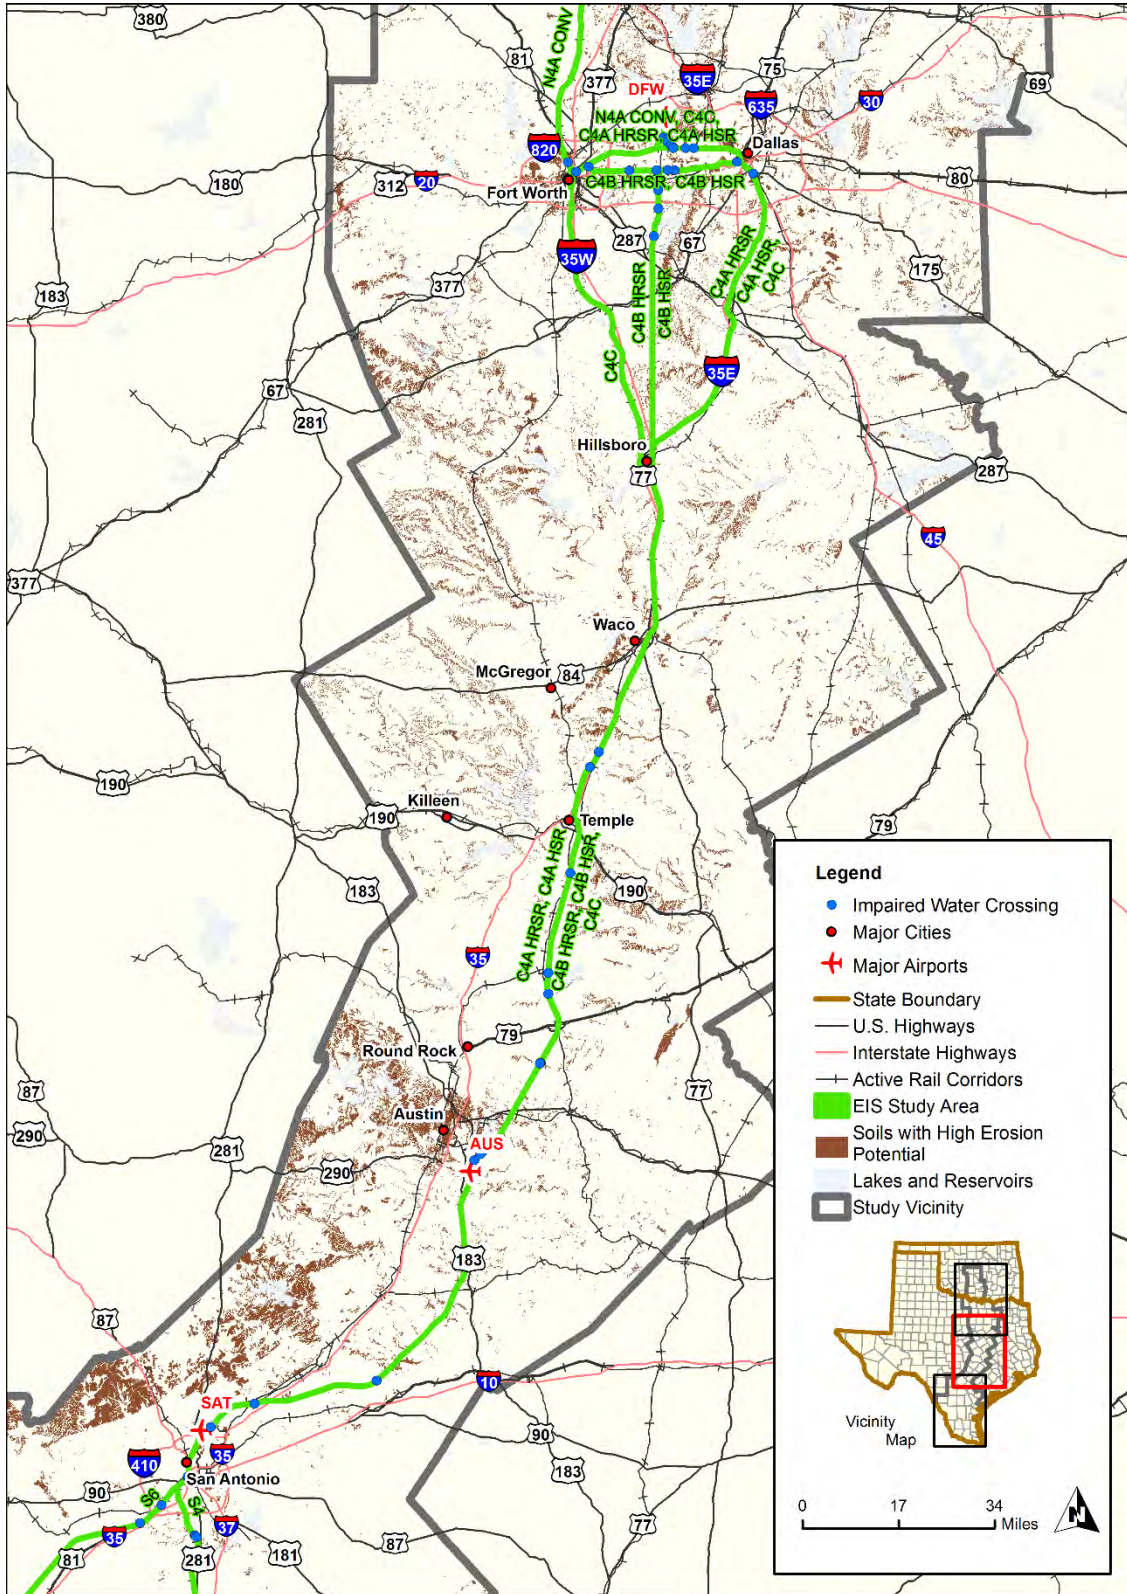 380
N4A CONV
81
377
35E
75
69
DFW
635
30
N4A CONV, C4C,
C4A HRSR, C4A HSR
820
Dallas
180
312
20
Fort Worth
C4B HRSR, C4B HSR
80
287
67
35W
175
183
377
C4B HRSR
C4B HSR
C4A HRSR
C4A HSR,
C4C
C4C
35E
67
281
Hillsboro
77
287
45
377
Waco
McGregor
84
190
Killeen
190
Temple
79
183
190
C4A HRSR, C4A HSR
C4B HRSR, C4B HSR,
C4C
35
79
Round Rock
77
87
Austin
290
281
AUS
290
183
87
10
SAT
90
35
410
San Antonio
183
90
S6
S4
77
35
37
81
281
181
87
Legend
Impaired Water Crossing
Major Cities
Major Airports
State Boundary
U.S. Highways
Interstate Highways
Active Rail Corridors
EIS Study Area
Soils with High Erosion
Potential
Lakes and Reservoirs
Study Vicinity
Vicinity
Map
0 17 34
Miles
N